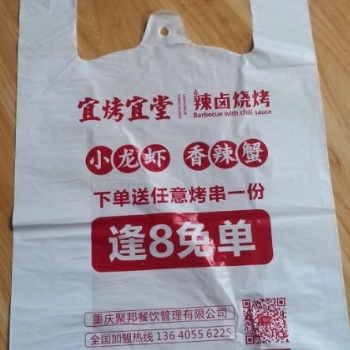 宜烤宜堂 辣卤烧烤
Barbecue with chili sauce
小龙虾 香辣蟹
下单送任意烤串一份
逢8免单
重庆聚邦餐饮管理有限公司
全国加盟热线 136 4055 6225